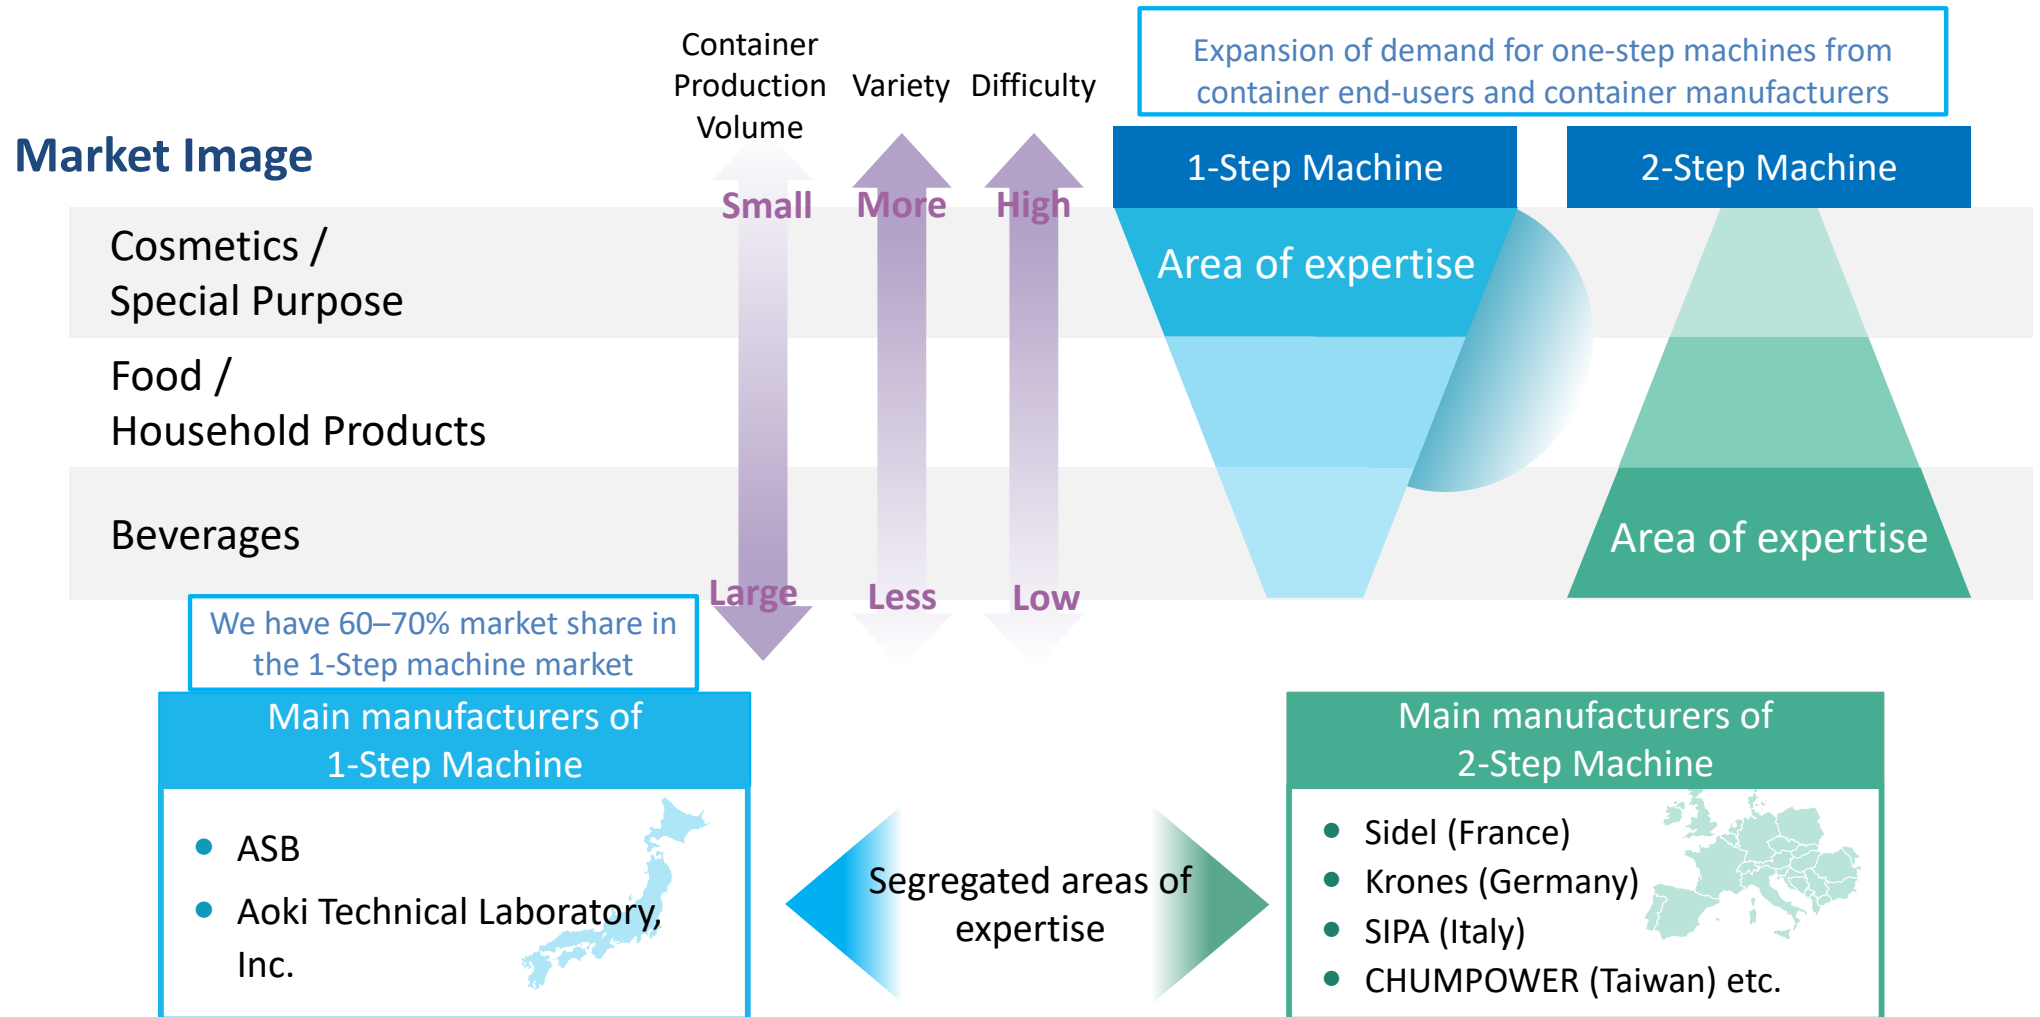 Market Image
Container
Production
Volume
Variety
Difficulty
Expansion of demand for one-step machines from
container end-users and container manufacturers
1-Step Machine
2-Step Machine
Small
More
High
Cosmetics /
Special Purpose
Area of expertise
Food /
Household Products
Beverages
Area of expertise
Large
Less
Low
We have 60–70% market share in
the 1-Step machine market
Main manufacturers of
1-Step Machine
• ASB
• Aoki Technical Laboratory,
Inc.
Segregated areas of
expertise
Main manufacturers of
2-Step Machine
• Sidel (France)
• Krones (Germany)
• SIPA (Italy)
• CHUMPOWER (Taiwan) etc.